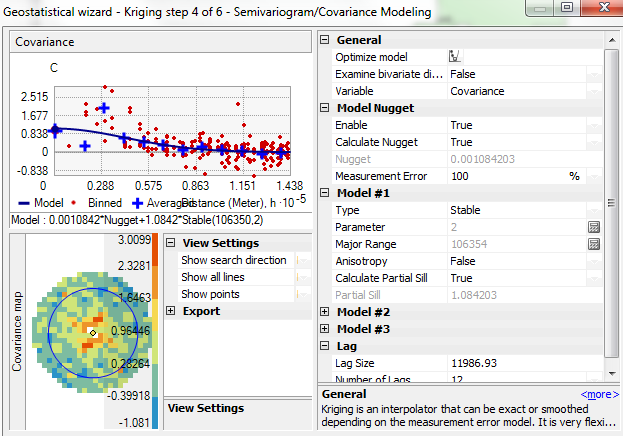 Geostatistical wizard - Kriging step 4 of 6 - Semivariogram/Covariance Modeling
Covariance
C
2.515
1.677
0.838
0
-0.838
0 0.288 0.575 0.863 1.151 1.438
Model Binned Averaged Distance (Meter), h ·10⁻⁵
Model : 0.0010842*Nugget+1.0842*Stable(106350,2)
Covariance map
3.0099
2.3281
1.6463
0.96446
0.28264
-0.39918
-1.081
View Settings
Show search direction
Show all lines
Show points
Export
View Settings
General
Optimize model
Examine bivariate di... False
Variable Covariance
Model Nugget
Enable True
Calculate Nugget True
Nugget 0.001084203
Measurement Error 100 %
Model #1
Type Stable
Parameter 2
Major Range 106354
Anisotropy False
Calculate Partial Sill True
Partial Sill 1.084203
Model #2
Model #3
Lag
Lag Size 11986.93
Number of Lags 12
General <more>
Kriging is an interpolator that can be exact or smoothed
depending on the measurement error model. It is very flexi...